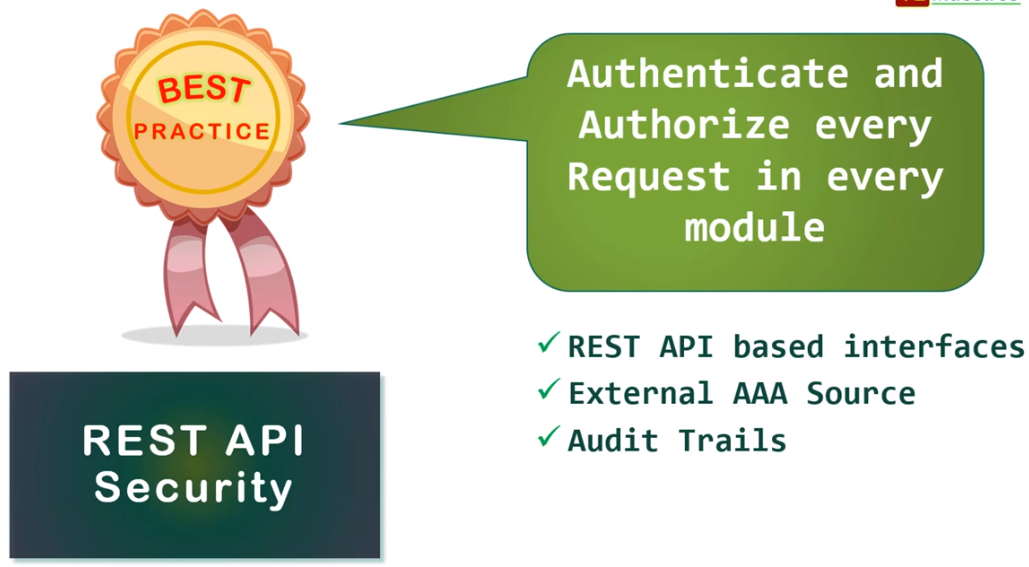 BEST
PRACTICE
Authenticate and
Authorize every
Request in every
module
REST API based interfaces
External AAA Source
Audit Trails
REST API
Security